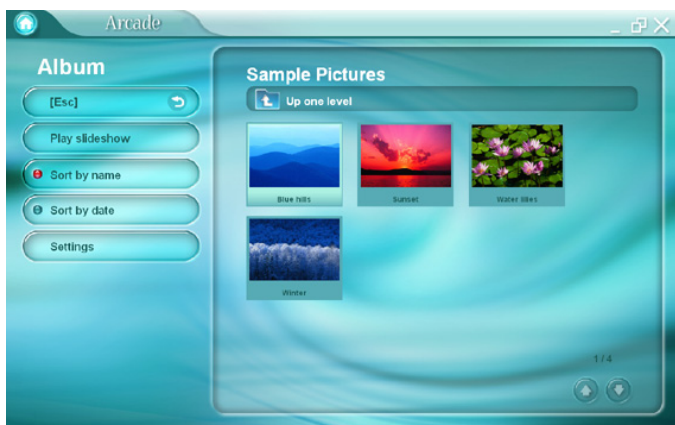 Arcade
Album
[Esc]
Play slideshow
Sort by name
Sort by date
Settings
Sample Pictures
Up one level
Blue hills
Sunset
Water lilies
Winter
1/4